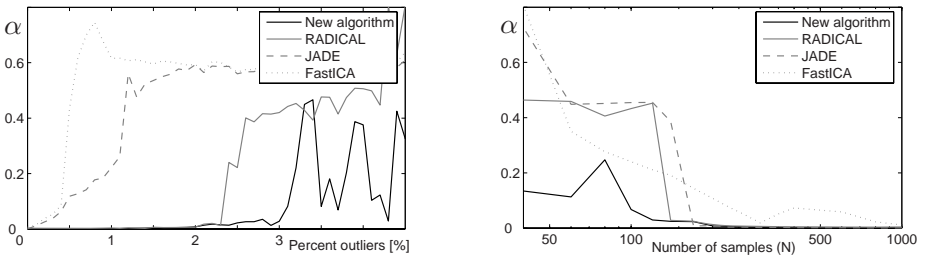 α
New algorithm
RADICAL
JADE
FastICA
0.6
0.4
0.2
0
1
2
3
Percent outliers [%]
α
New algorithm
RADICAL
JADE
FastICA
0.6
0.4
0.2
0
50
100
500
1000
Number of samples (N)